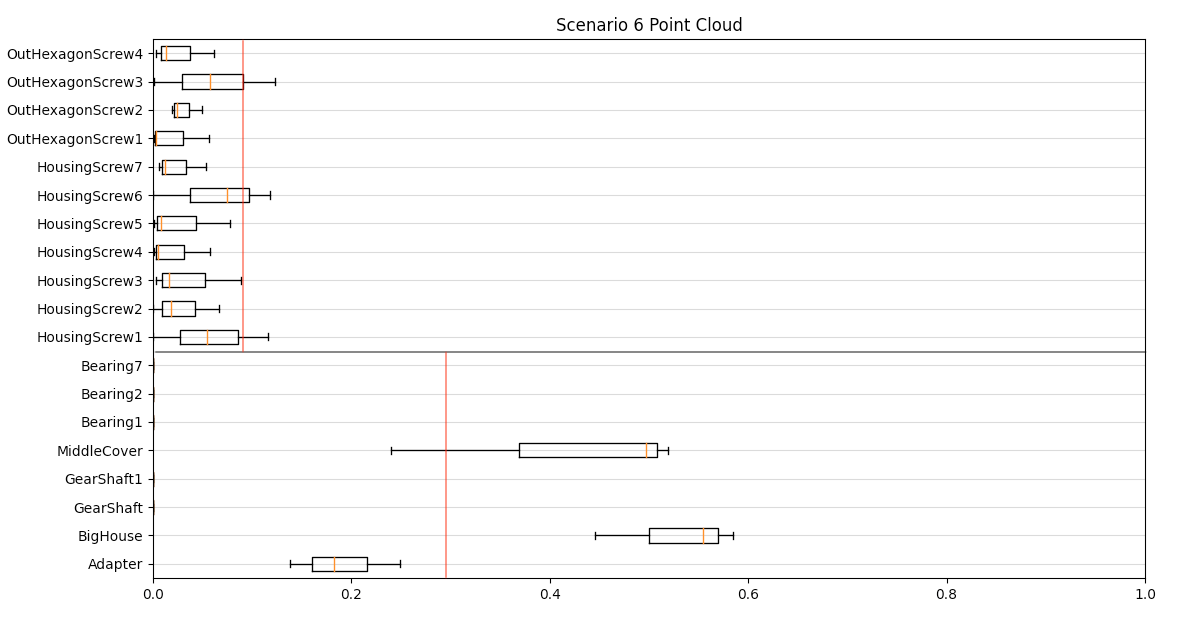 Scenario 6 Point Cloud
OutHexagonScrew4
OutHexagonScrew3
OutHexagonScrew2
OutHexagonScrew1
HousingScrew7
HousingScrew6
HousingScrew5
HousingScrew4
HousingScrew3
HousingScrew2
HousingScrew1
Bearing7
Bearing2
Bearing1
MiddleCover
GearShaft1
GearShaft
BigHouse
Adapter
0.0 0.2 0.4 0.6 0.8 1.0